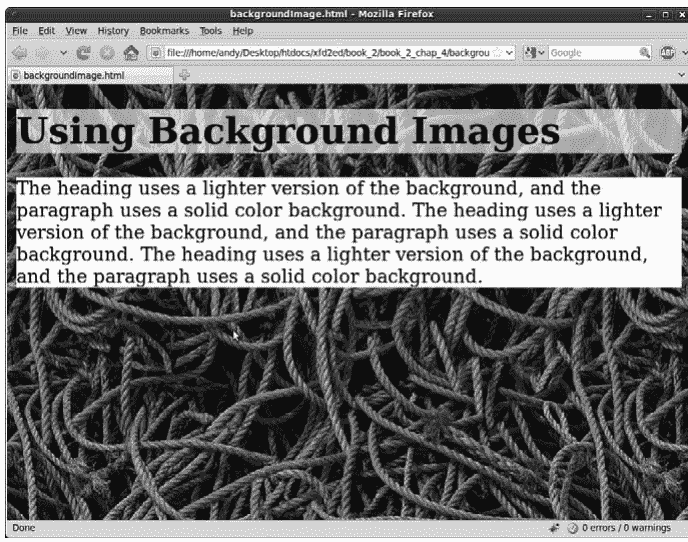 backgroundImage.html - Mozilla Firefox
File Edit View History Bookmarks Tools Help
file:///home/andy/Desktop/htdocs/xfd2ed/book_2/book_2_chap_4/backgrou Google ABP
backgroundImage.html
Using Background Images
The heading uses a lighter version of the background, and the
paragraph uses a solid color background. The heading uses a lighter
version of the background, and the paragraph uses a solid color
background. The heading uses a lighter version of the background,
and the paragraph uses a solid color background.
Done 0 errors / 0 warnings